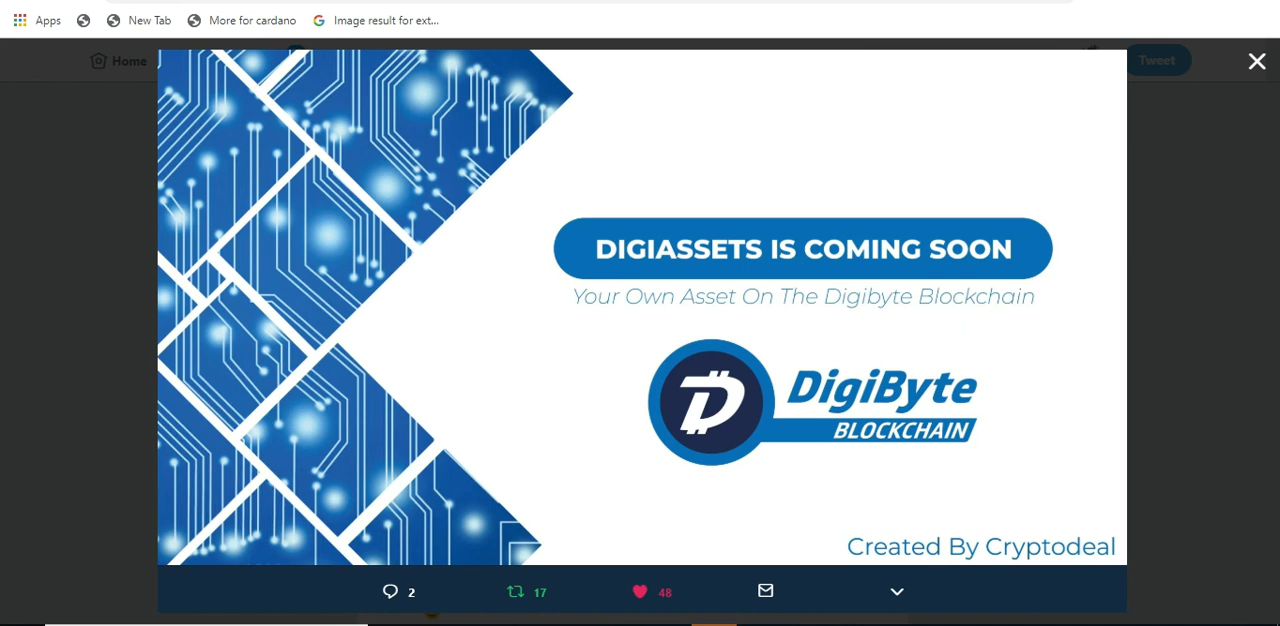 Apps New Tab More for cardano Image result for ext...
Home Tweet
DIGIASSETS IS COMING SOON
Your Own Asset On The Digibyte Blockchain
DigiByte
BLOCKCHAIN
Created By Cryptodeal
2 17 48